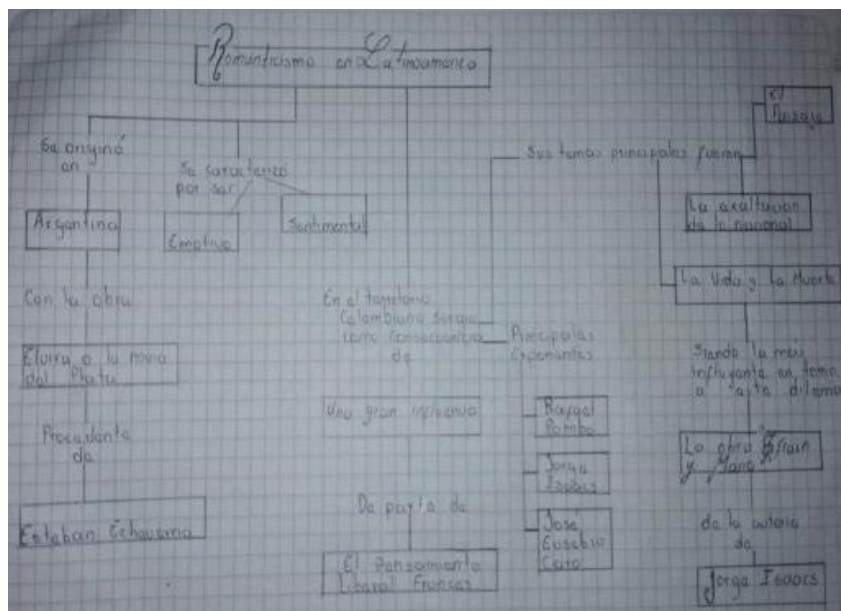 Romanticismo en Latinoamerica
Se originó
en
Argentina
Con la obra
Elvira o la novia
del Plata
Procedente
de
Esteban Echeverria
Se caracterizó
por ser
Emotivo
Sentimental
En el territorio
Colombiano surgio
como consecuencia
de
Una gran influencia
De parte de
El Pensamiento
liberal Frances
Principales
Exponentes
Rafael
Pombo
Jorge
Isaacs
José
Eusebio
Caro
Sus temas principales fueron
El
Paisaje
La exaltacion
de lo nacional
La Vida y la Muerte
Siendo la mas
influyente en torno
a este dilema
La obra Efrain
y Maria
de la autoria
de
Jorge Isaacs